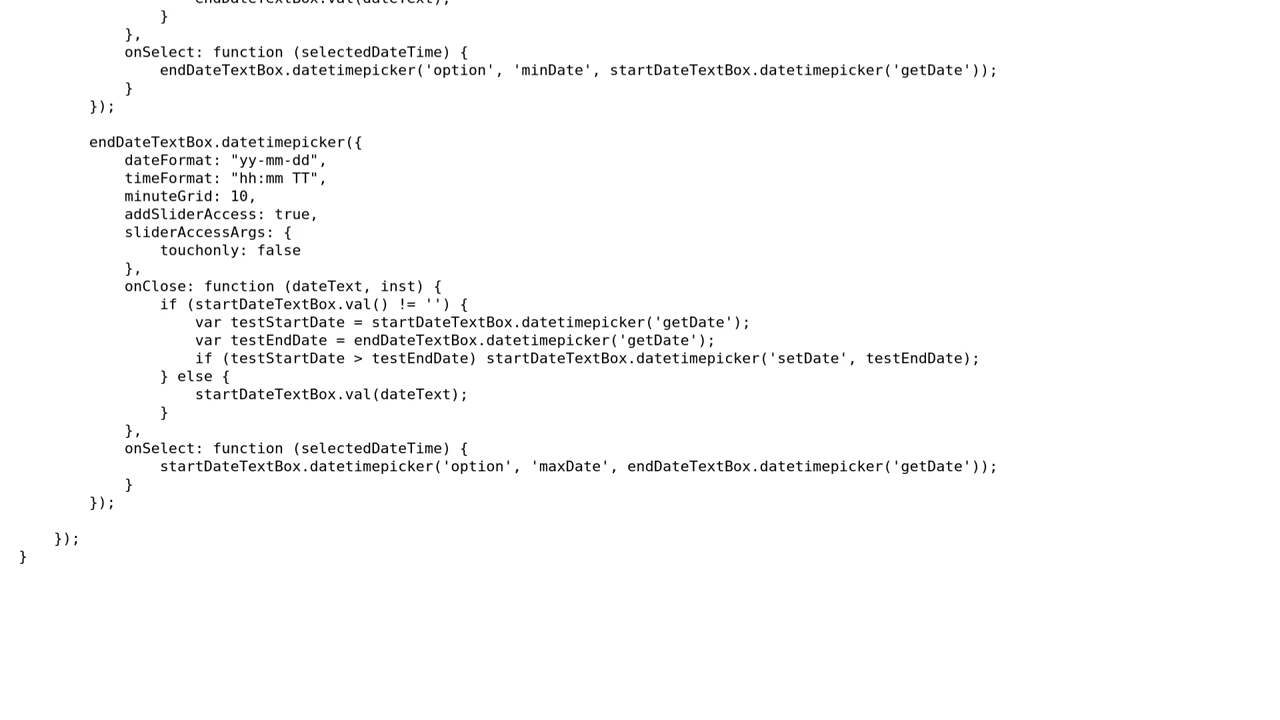 endDateTextBox.val(dateText);
                }
            },
            onSelect: function (selectedDateTime) {
                endDateTextBox.datetimepicker('option', 'minDate', startDateTextBox.datetimepicker('getDate'));
            }
        });

        endDateTextBox.datetimepicker({
            dateFormat: "yy-mm-dd",
            timeFormat: "hh:mm TT",
            minuteGrid: 10,
            addSliderAccess: true,
            sliderAccessArgs: {
                touchonly: false
            },
            onClose: function (dateText, inst) {
                if (startDateTextBox.val() != '') {
                    var testStartDate = startDateTextBox.datetimepicker('getDate');
                    var testEndDate = endDateTextBox.datetimepicker('getDate');
                    if (testStartDate > testEndDate) startDateTextBox.datetimepicker('setDate', testEndDate);
                } else {
                    startDateTextBox.val(dateText);
                }
            },
            onSelect: function (selectedDateTime) {
                startDateTextBox.datetimepicker('option', 'maxDate', endDateTextBox.datetimepicker('getDate'));
            }
        });

    });
}